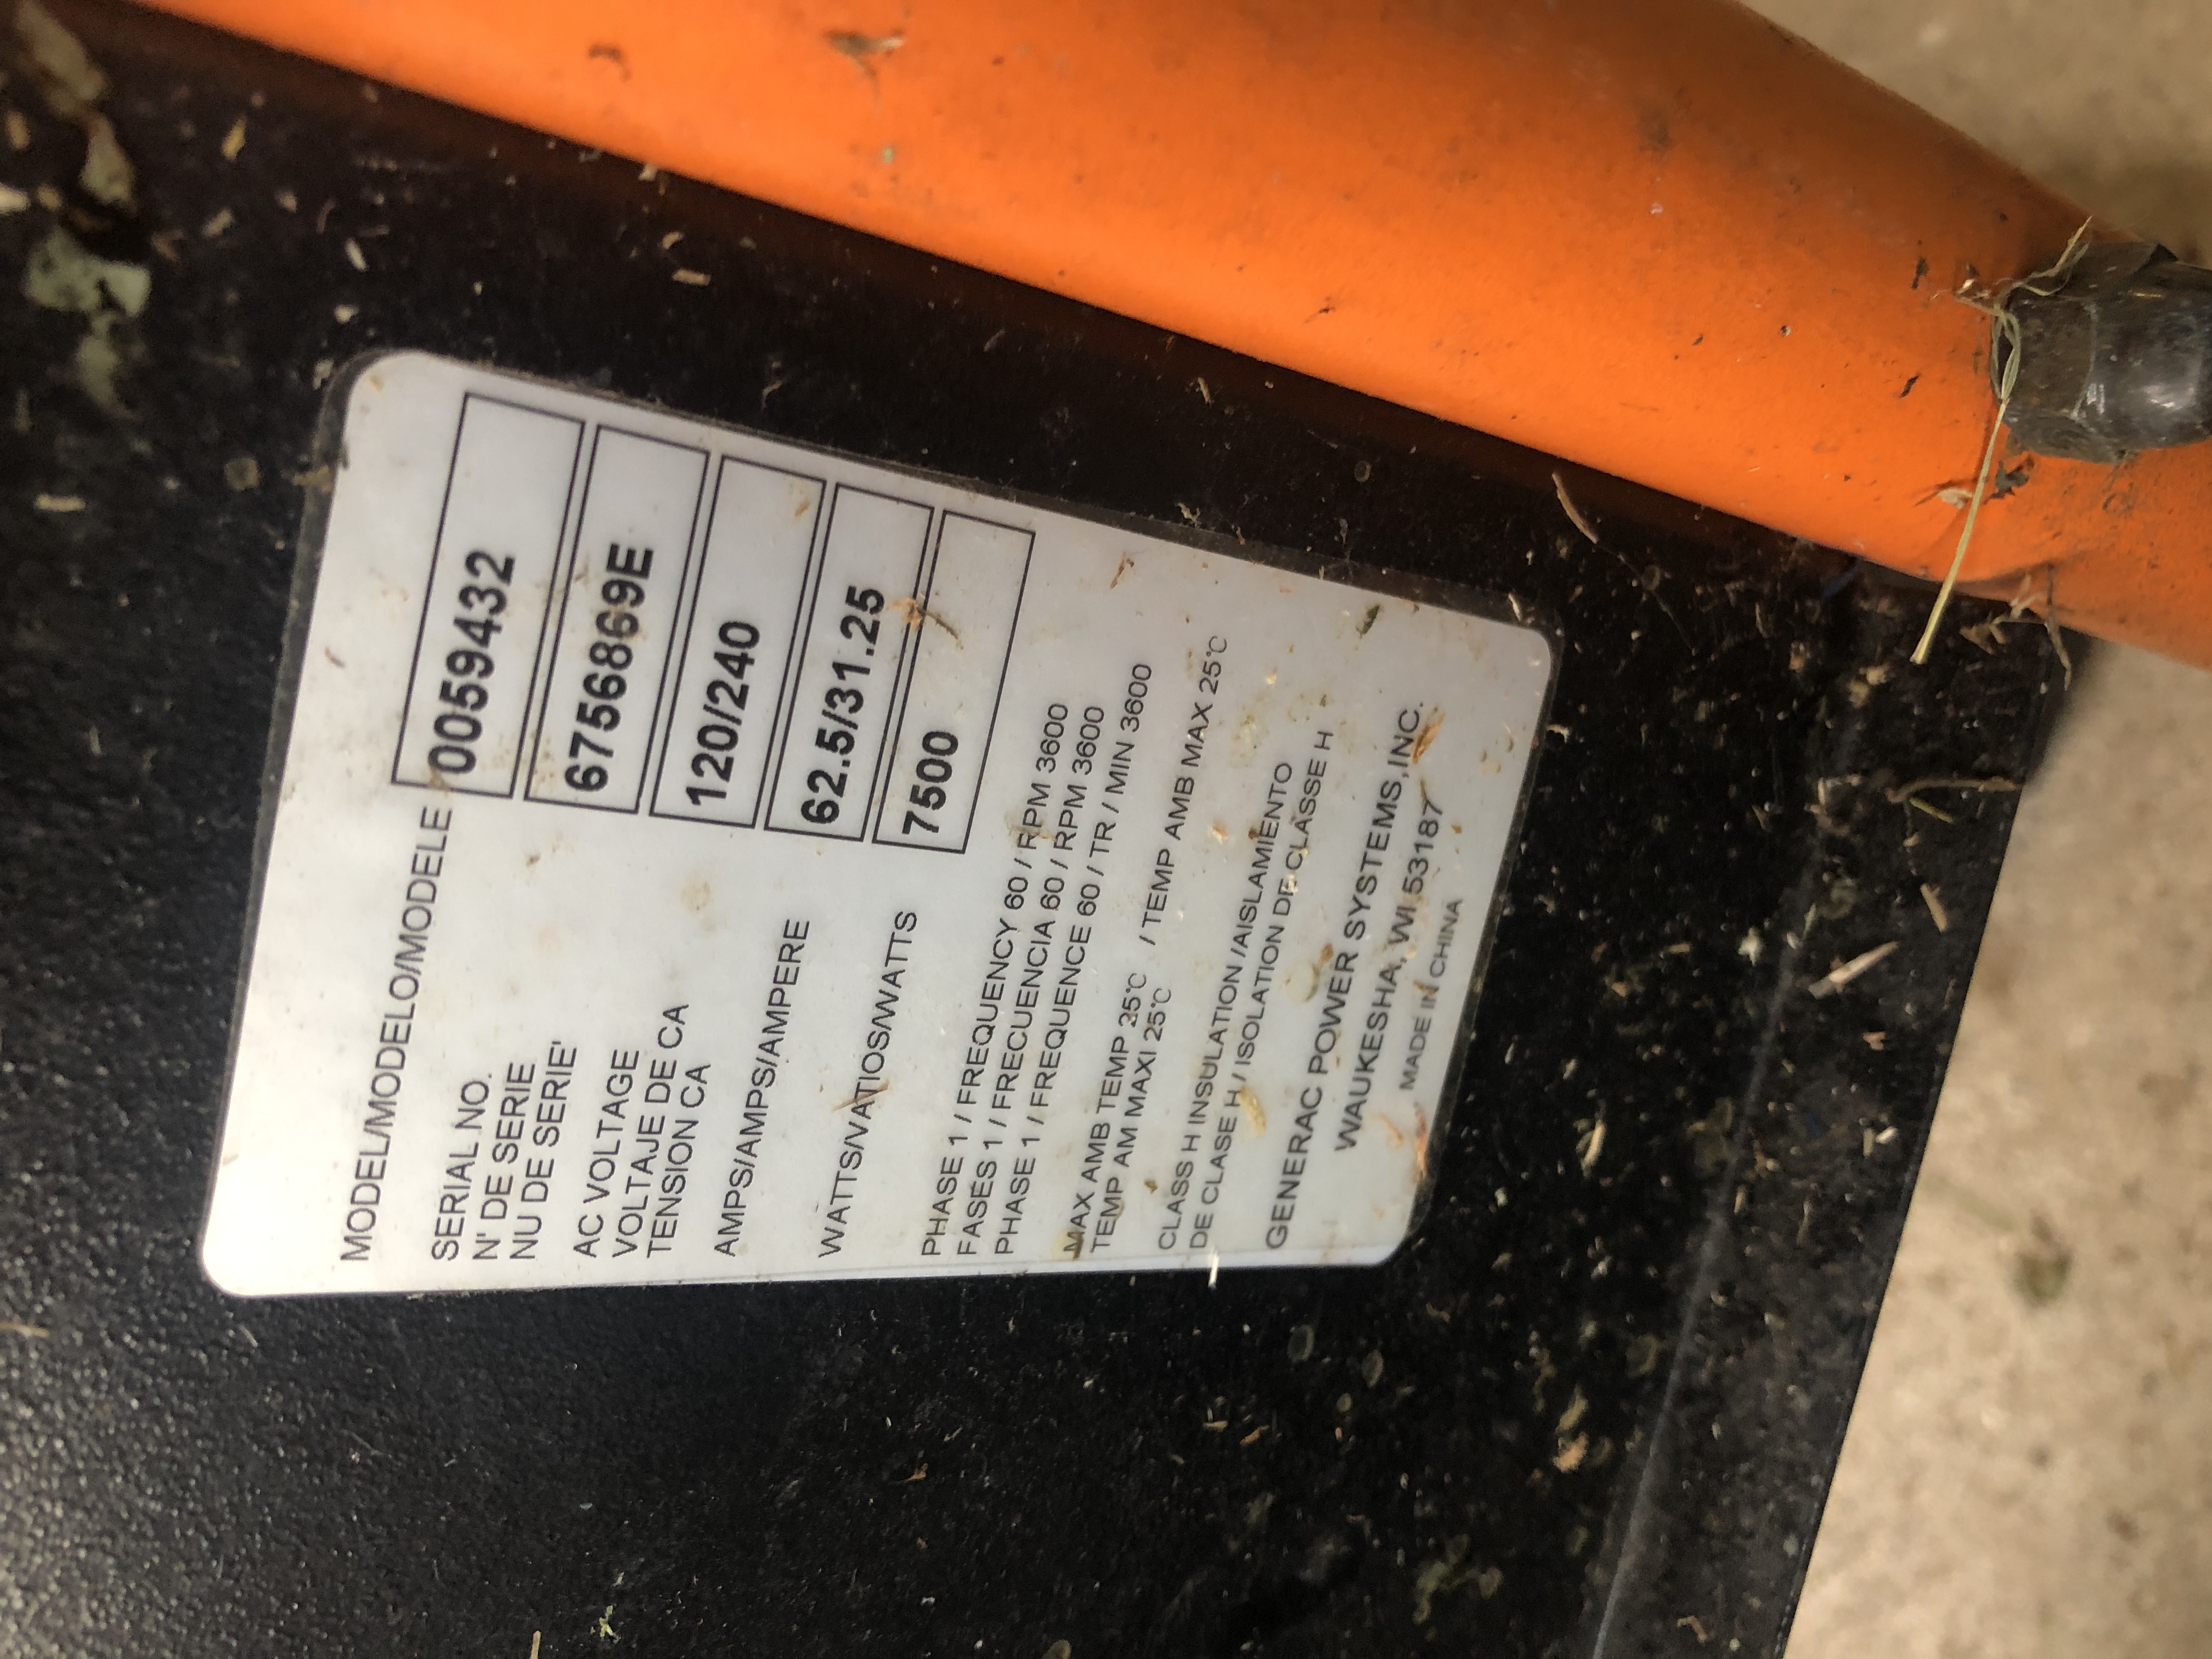 MODEL/MODELO/MODELE 0059432
SERIAL NO.
N' DE SERIE
NU DE SERIE'
6756869E
AC VOLTAGE
VOLTAJE DE CA
TENSION CA
120/240
AMPS/AMPS/AMPERE 62.5/31.25
WATTS/VATIOS/WATTS 7500
PHASE 1 / FREQUENCY 60 / RPM 3600
FASES 1 / FRECUENCIA 60 / RPM 3600
PHASE 1 / FREQUENCE 60 / TR / MIN 3600
MAX AMB TEMP 25℃ / TEMP AMB MAX 25℃
TEMP AM MAXI 25℃
CLASS H INSULATION /AISLAMIENTO
DE CLASE H / ISOLATION DE CLASSE H
GENERAC POWER SYSTEMS,INC.
WAUKESHA, WI 53187
MADE IN CHINA